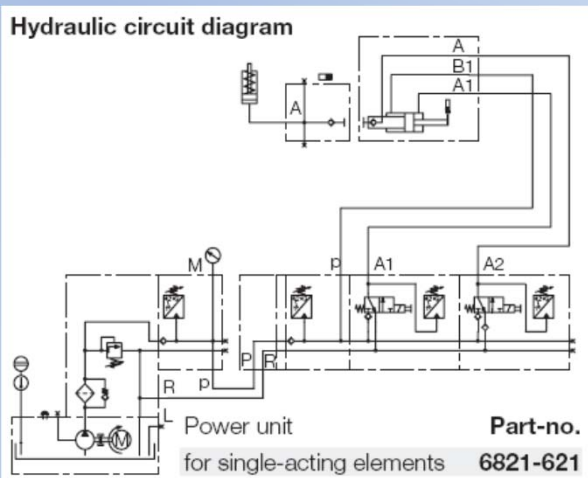 Hydraulic circuit diagram
A
B1
A1
A
M
p
A1
A2
P
R
R
p
L
M
Power unit Part-no.
for single-acting elements 6821-621